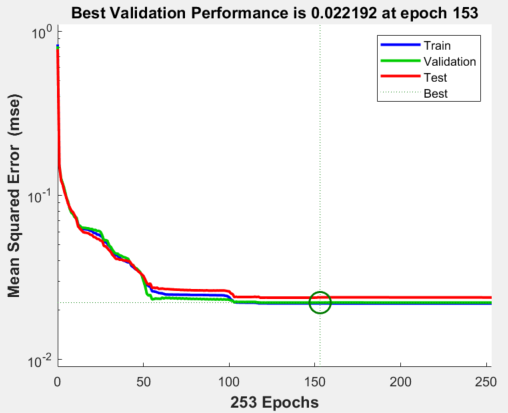 Best Validation Performance is 0.022192 at epoch 153
Mean Squared Error (mse)
10^0
10^-1
10^-2
Train
Validation
Test
Best
0 50 100 150 200 250
253 Epochs